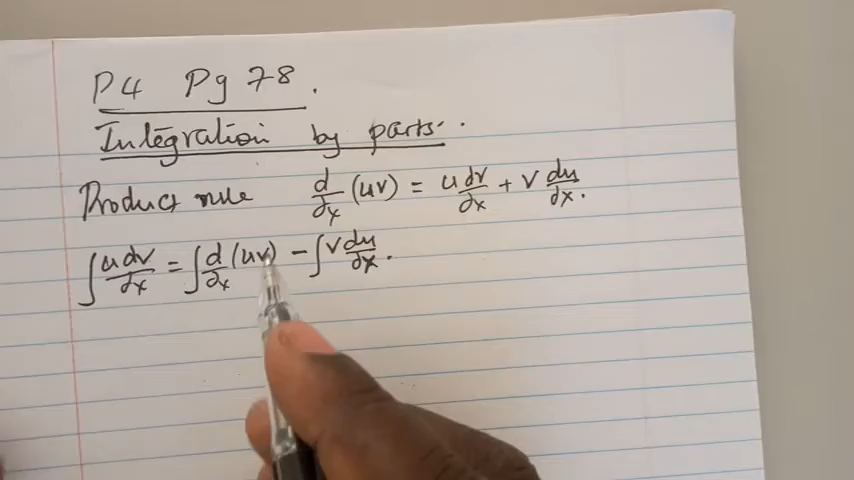 P4 Pg 78.
Integration by parts.
Product rule d/dx (uv) = u dv/dx + v du/dx.
∫ u dv/dx = ∫ d/dx (uv) - ∫ v du/dx.